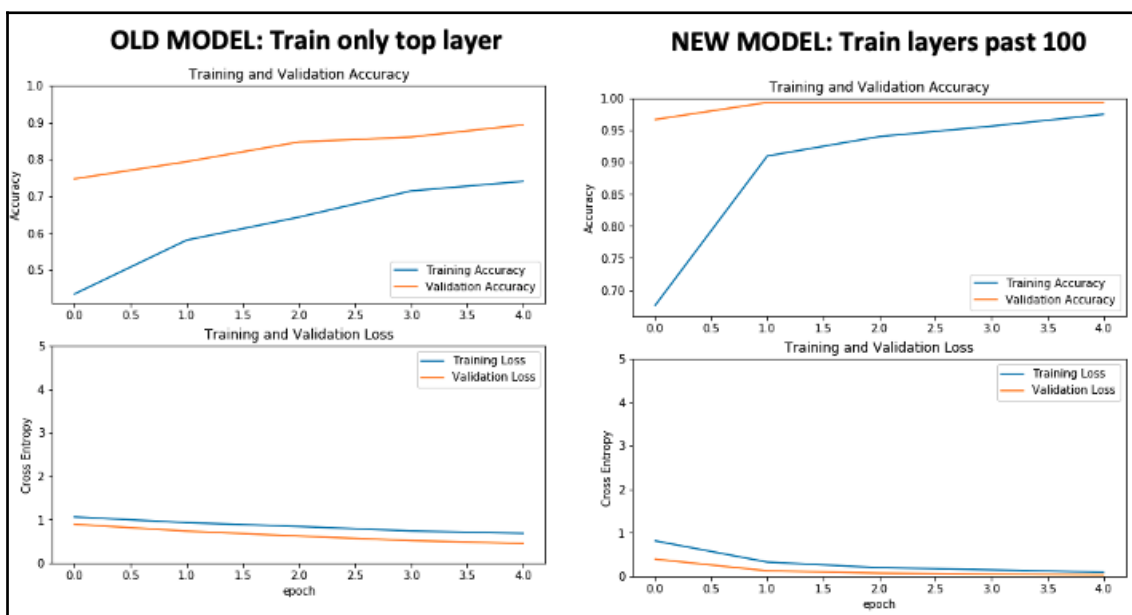 OLD MODEL: Train only top layer
Training and Validation Accuracy
1.0
0.9
0.8
0.7
0.6
0.5
Accuracy
Training Accuracy
Validation Accuracy
0.0 0.5 1.0 1.5 2.0 2.5 3.0 3.5 4.0
Training and Validation Loss
5
4
3
2
1
0
Cross Entropy
Training Loss
Validation Loss
0.0 0.5 1.0 1.5 2.0 2.5 3.0 3.5 4.0
epoch
NEW MODEL: Train layers past 100
Training and Validation Accuracy
1.00
0.95
0.90
0.85
0.80
0.75
0.70
Accuracy
Training Accuracy
Validation Accuracy
0.0 0.5 1.0 1.5 2.0 2.5 3.0 3.5 4.0
Training and Validation Loss
5
4
3
2
1
0
Cross Entropy
Training Loss
Validation Loss
0.0 0.5 1.0 1.5 2.0 2.5 3.0 3.5 4.0
epoch